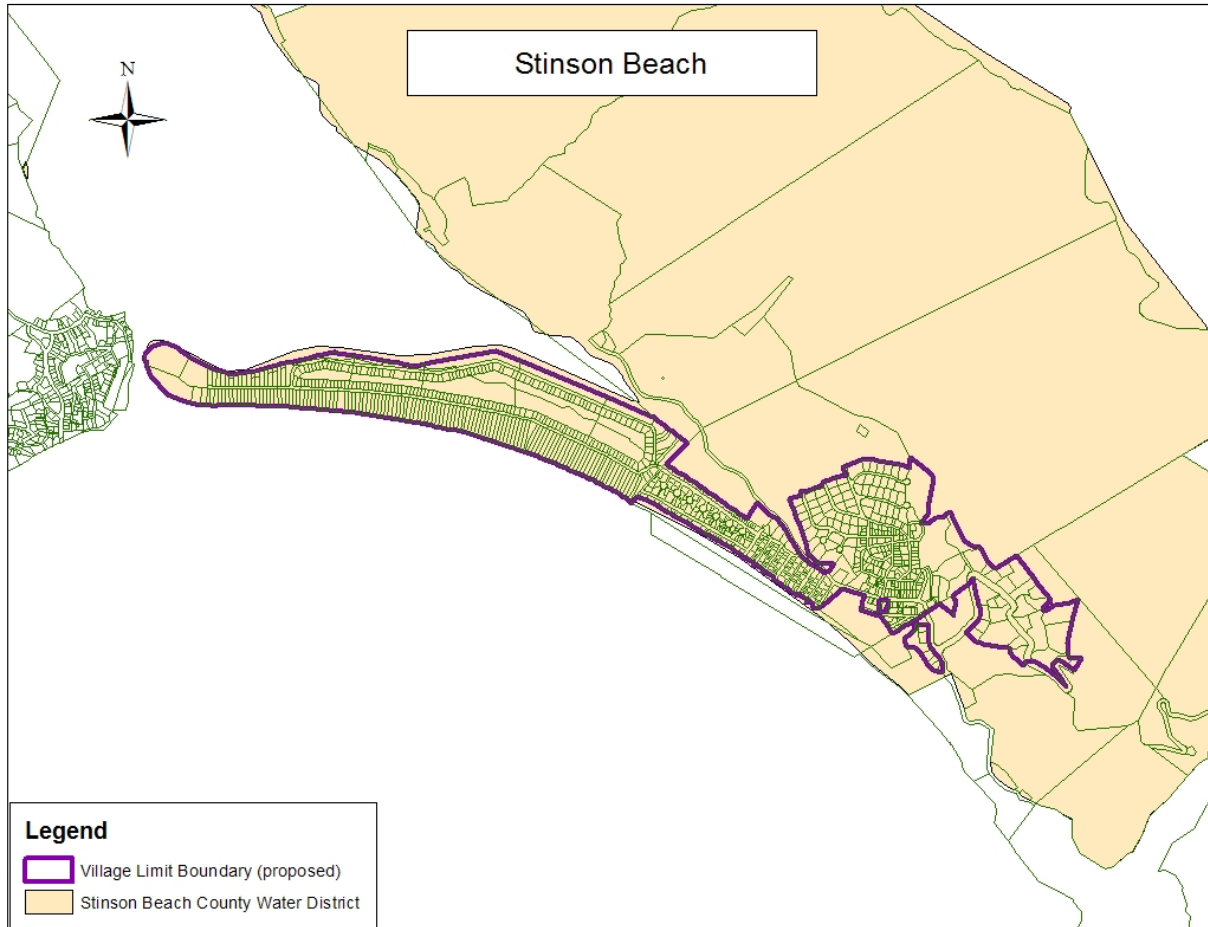 Stinson Beach
N
Legend
Village Limit Boundary (proposed)
Stinson Beach County Water District